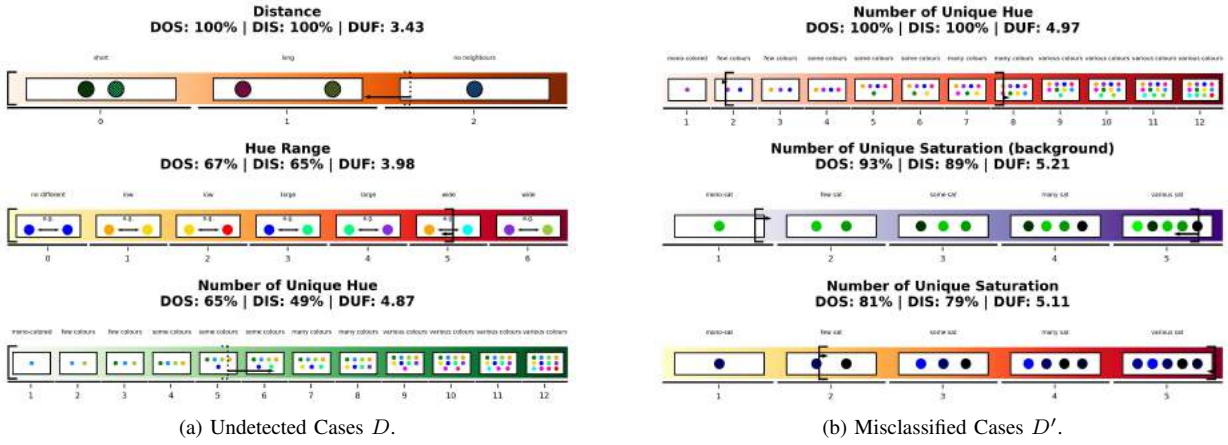 Distance
DOS: 100% | DIS: 100% | DUF: 3.43
short long no neighbours
0 1 2
Hue Range
DOS: 67% | DIS: 65% | DUF: 3.98
no different low low large large wide wide
e.g. e.g. e.g. e.g. e.g. e.g. e.g.
0 1 2 3 4 5 6
Number of Unique Hue
DOS: 65% | DIS: 49% | DUF: 4.87
mono-colored few colours few colours some colours some colours some colours many colours many colours various colours various colours various colours various colours
1 2 3 4 5 6 7 8 9 10 11 12
(a) Undetected Cases D.
Number of Unique Hue
DOS: 100% | DIS: 100% | DUF: 4.97
mono-colored few colours few colours some colours some colours some colours many colours many colours various colours various colours various colours various colours
1 2 3 4 5 6 7 8 9 10 11 12
Number of Unique Saturation (background)
DOS: 93% | DIS: 89% | DUF: 5.21
mono-sat few sat some sat many sat various sat
1 2 3 4 5
Number of Unique Saturation
DOS: 81% | DIS: 79% | DUF: 5.11
mono-sat few sat some sat many sat various sat
1 2 3 4 5
(b) Misclassified Cases D′.